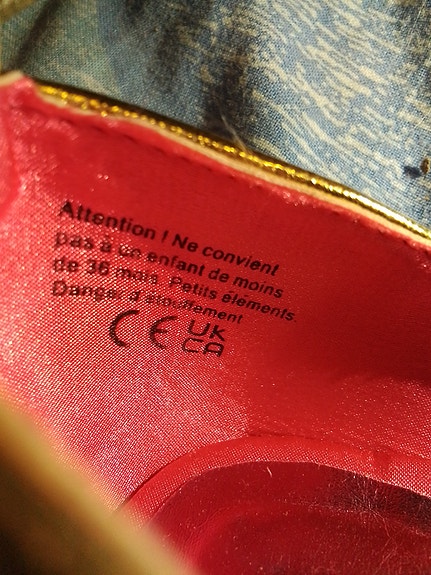 Attention ! Ne convient
pas à un enfant de moins
de 36 mois. Petits éléments
Danger d'étouffement
CE UK
CA